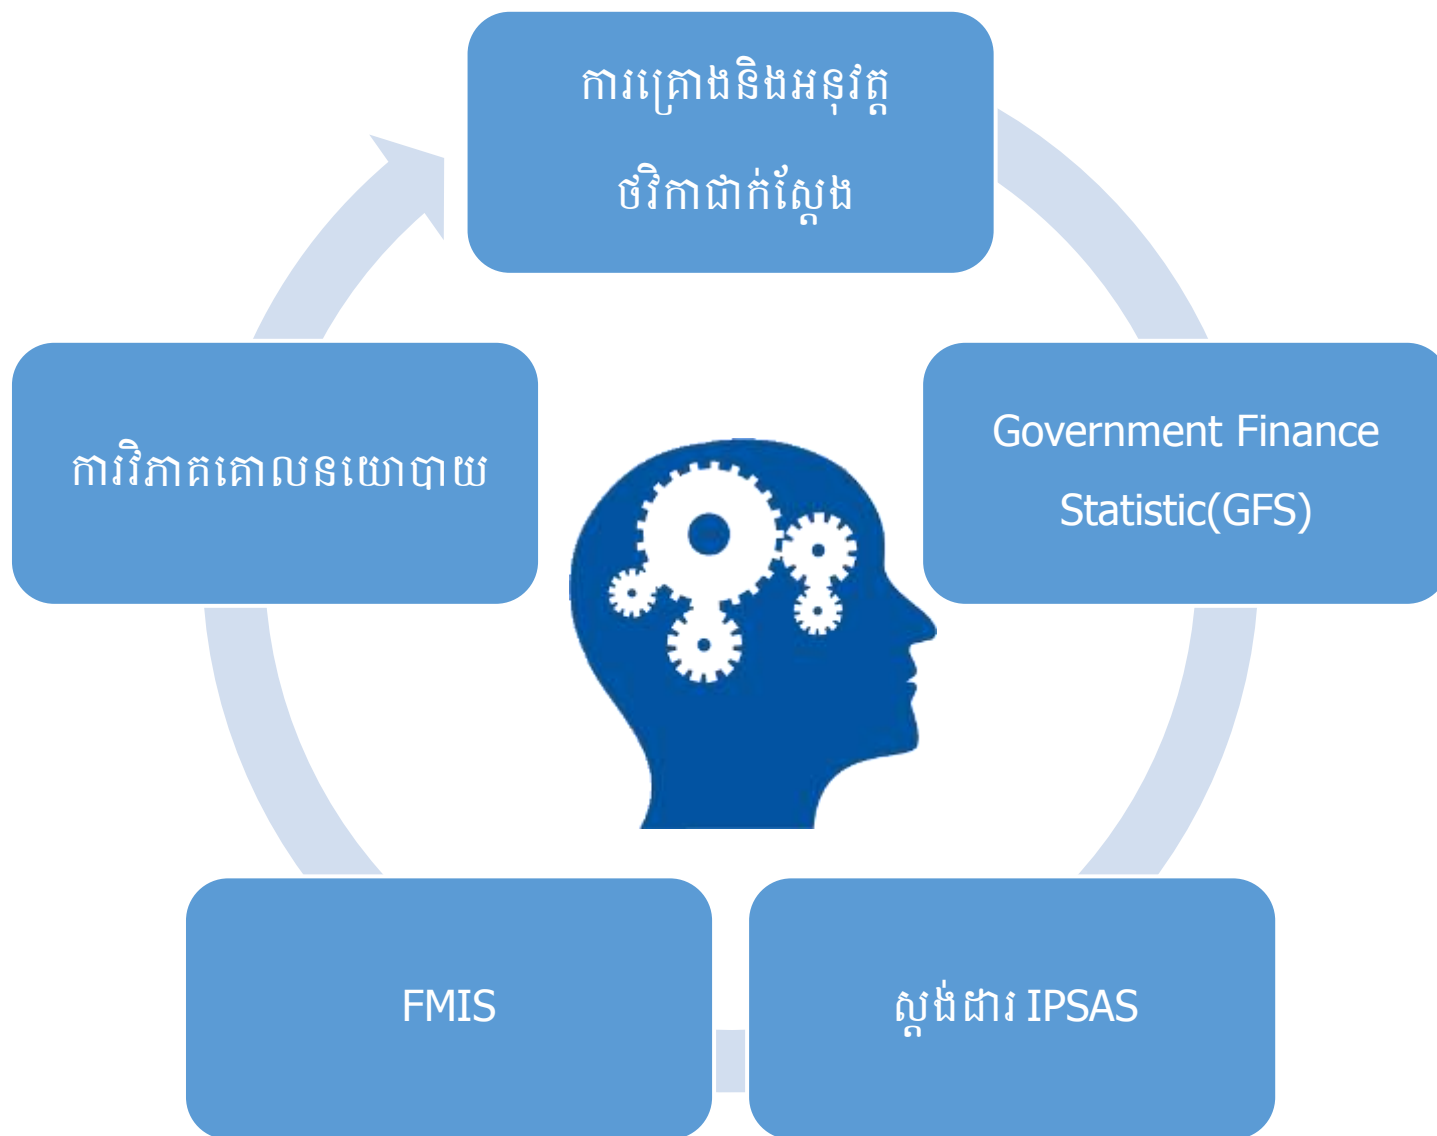 ការគ្រោងនិងអនុវត្ត
ថវិកាជាក់ស្តែង
Government Finance
Statistic(GFS)
ស្តង់ដារ IPSAS
FMIS
ការវិភាគគោលនយោបាយ